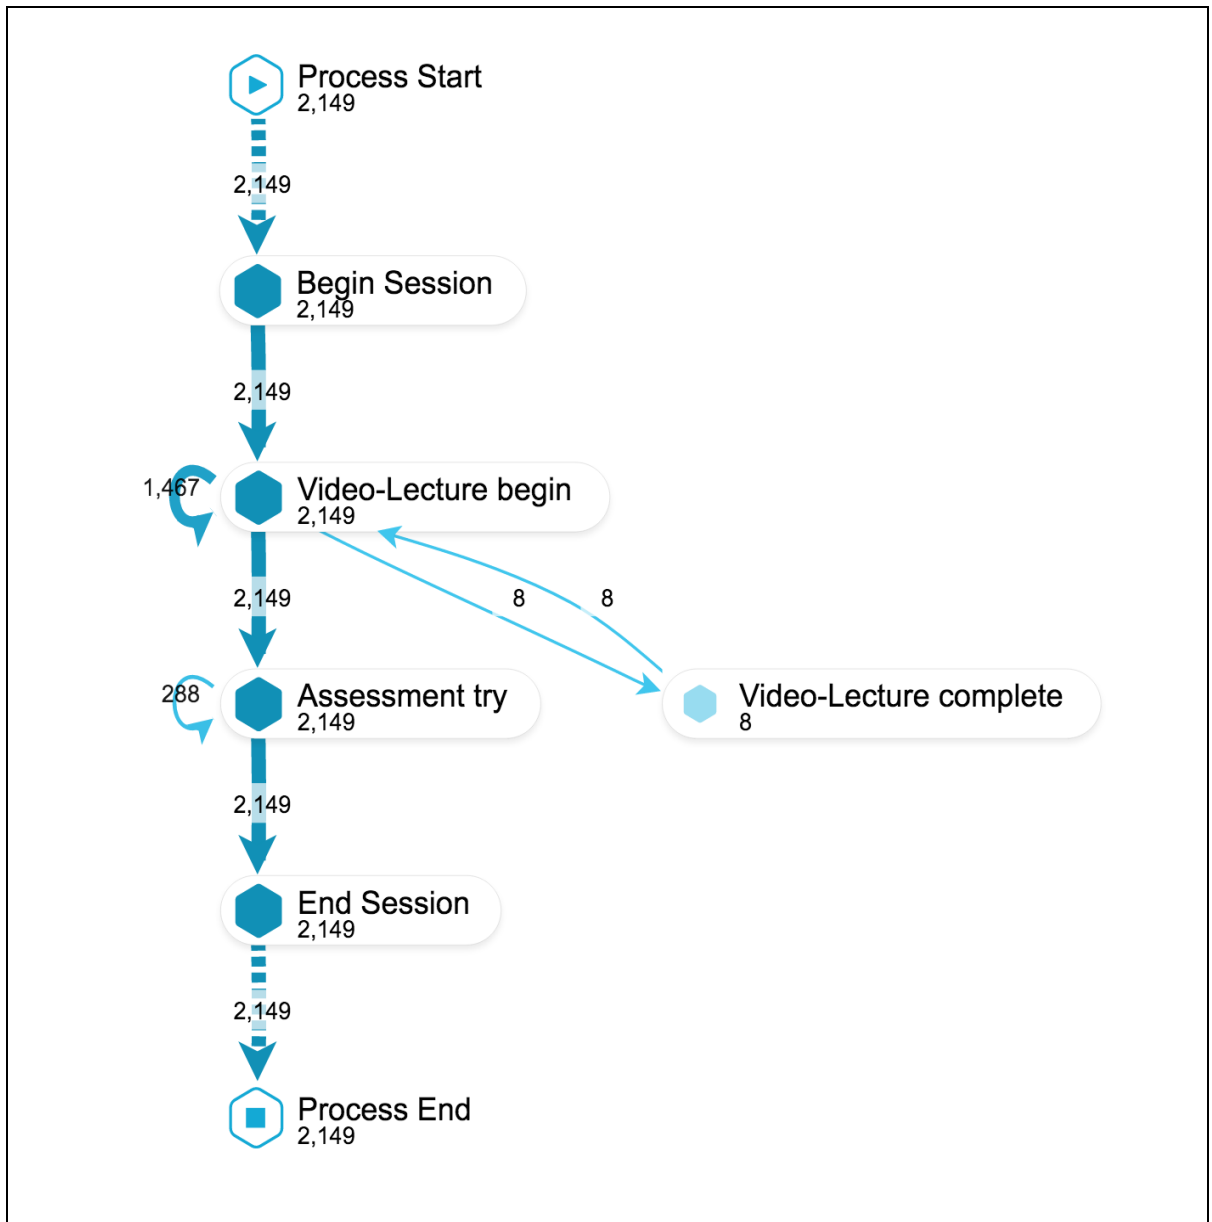 Process Start
2,149
2,149
Begin Session
2,149
2,149
Video-Lecture begin
2,149
1,467
2,149
8
8
Assessment try
2,149
288
Video-Lecture complete
8
2,149
End Session
2,149
2,149
Process End
2,149